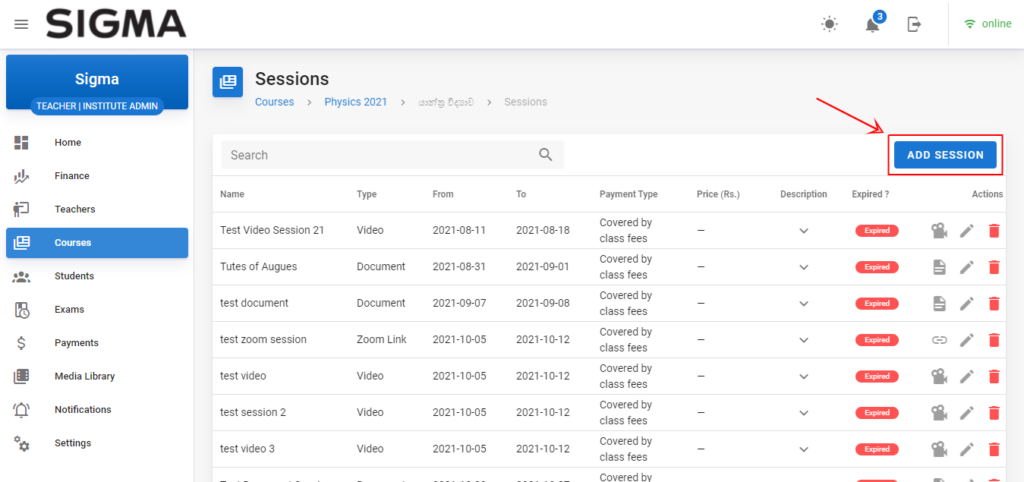 SIGMA
3
online
Sigma
TEACHER | INSTITUTE ADMIN
Home
Finance
Teachers
Courses
Students
Exams
Payments
Media Library
Notifications
Settings
Sessions
Courses > Physics 2021 > යාන්ත්‍ර විද්‍යාව > Sessions
Search
ADD SESSION
Name Type From To Payment Type Price (Rs.) Description Expired ? Actions
Test Video Session 21 Video 2021-08-11 2021-08-18 Covered by class fees – Expired
Tutes of Augues Document 2021-08-31 2021-09-01 Covered by class fees – Expired
test document Document 2021-09-07 2021-09-08 Covered by class fees – Expired
test zoom session Zoom Link 2021-10-05 2021-10-12 Covered by class fees – Expired
test video Video 2021-10-05 2021-10-12 Covered by class fees – Expired
test session 2 Video 2021-10-05 2021-10-12 Covered by class fees – Expired
test video 3 Video 2021-10-05 2021-10-12 Covered by class fees – Expired